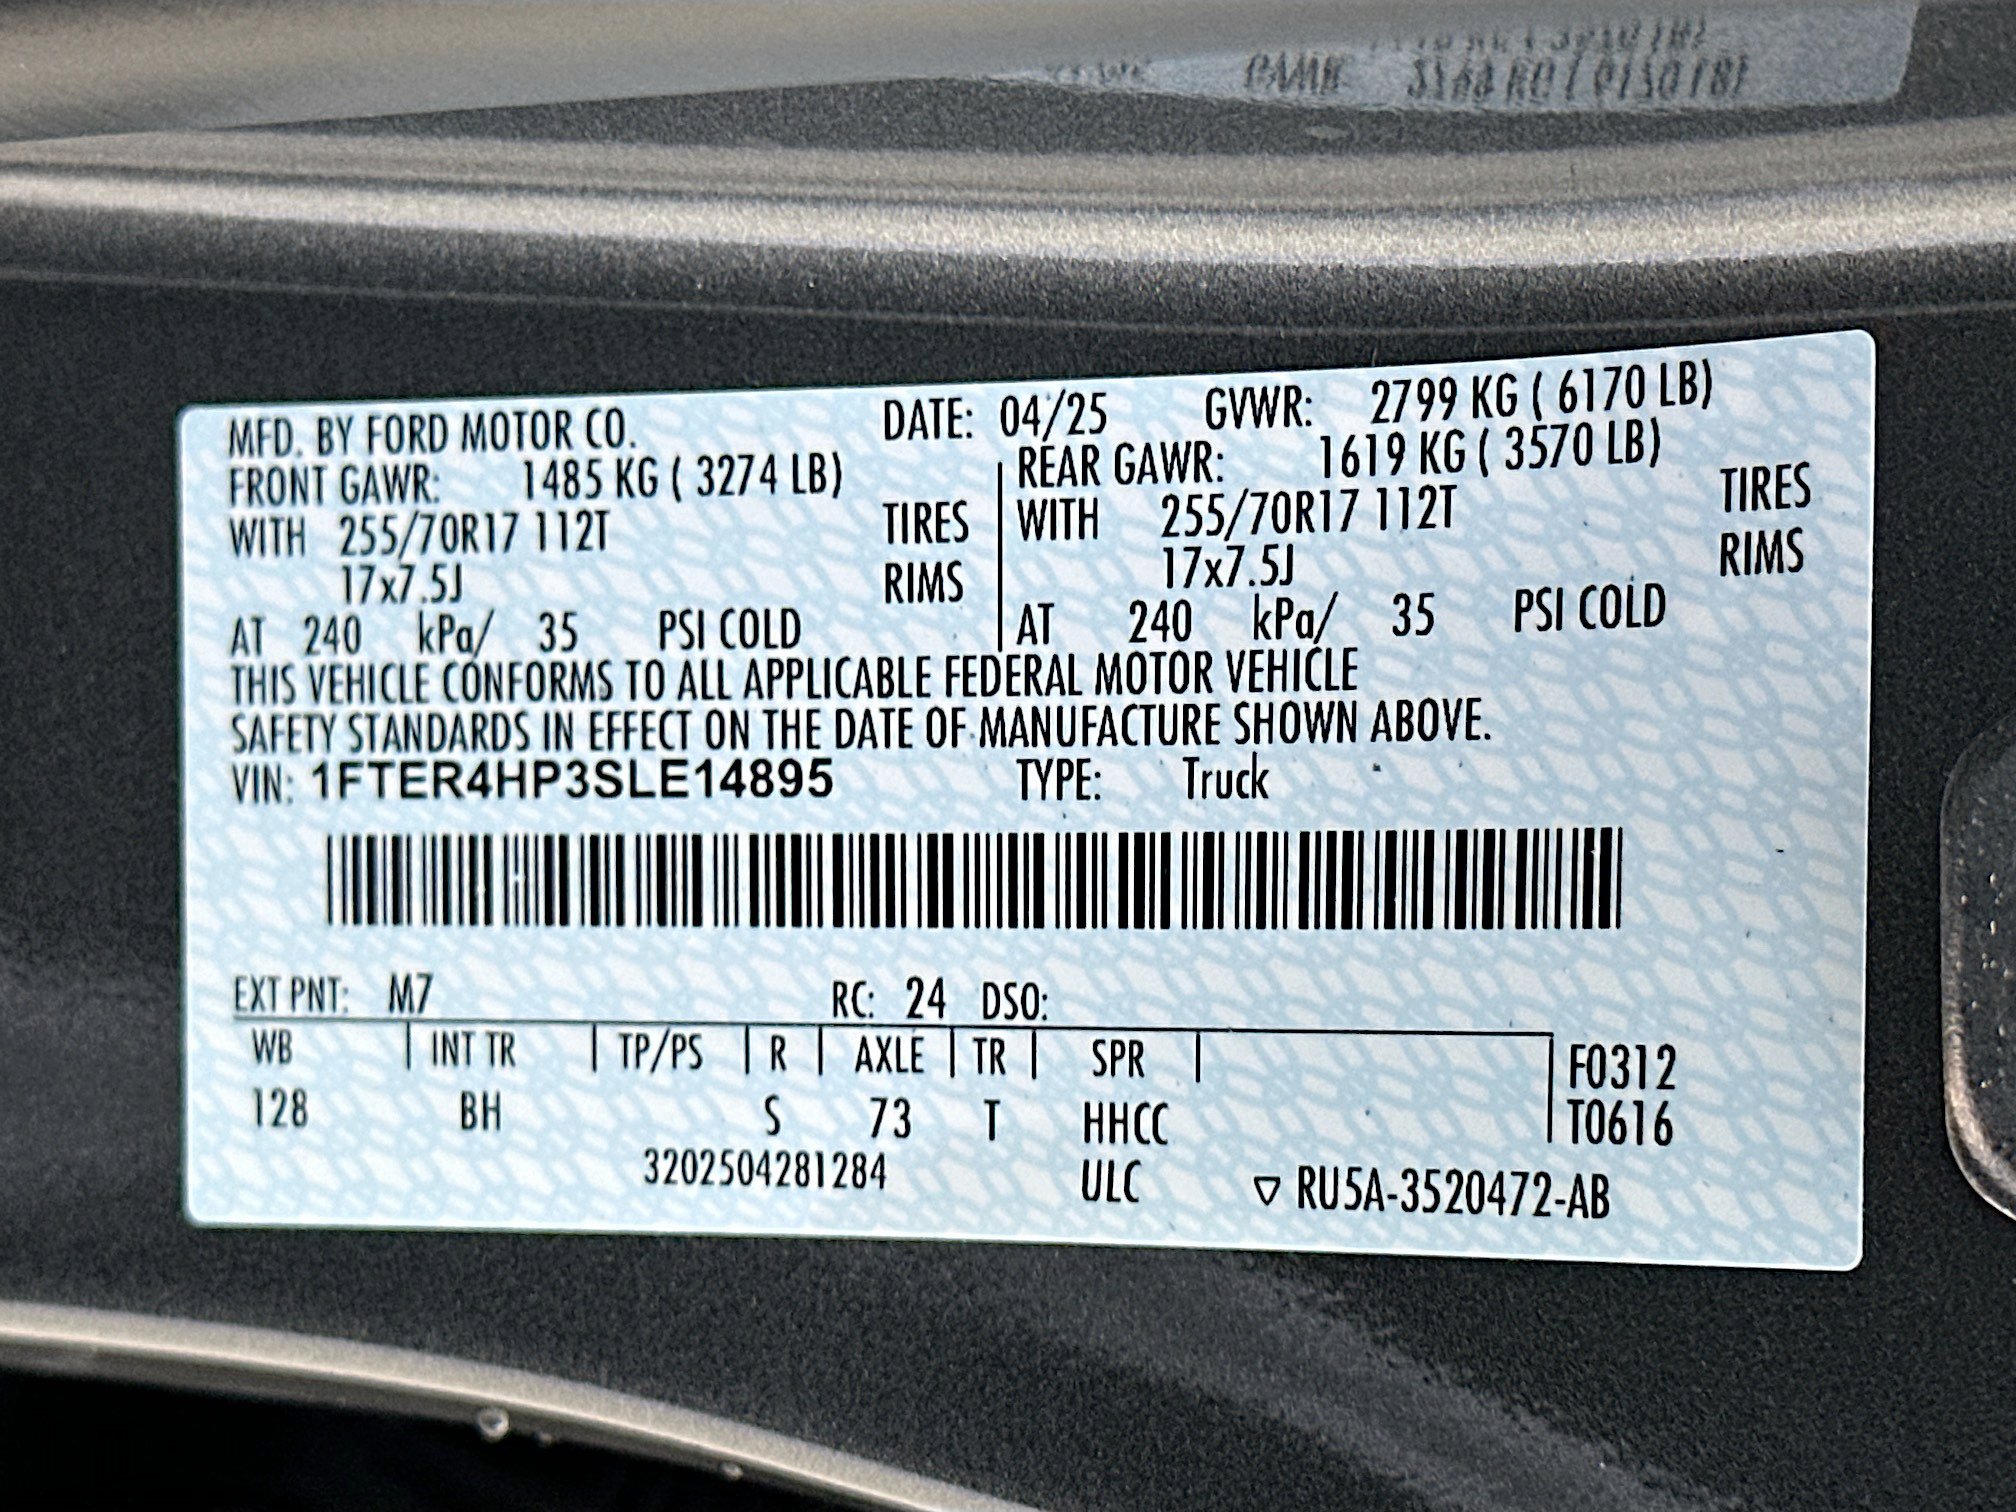 MFD. BY FORD MOTOR CO. DATE: 04/25 GVWR: 2799 KG ( 6170 LB)
FRONT GAWR: 1485 KG ( 3274 LB) REAR GAWR: 1619 KG ( 3570 LB)
WITH 255/70R17 112T TIRES WITH 255/70R17 112T TIRES
17x7.5J RIMS 17x7.5J RIMS
AT 240 kPa/ 35 PSI COLD AT 240 kPa/ 35 PSI COLD
THIS VEHICLE CONFORMS TO ALL APPLICABLE FEDERAL MOTOR VEHICLE
SAFETY STANDARDS IN EFFECT ON THE DATE OF MANUFACTURE SHOWN ABOVE.
VIN: 1FTER4HP3SLE14895 TYPE: Truck
EXT PNT: M7 RC: 24 DSO:
WB INT TR TP/PS R AXLE TR SPR F0312
128 BH S 73 T HHCC T0616
3202504281284 ULC ▽ RU5A-3520472-AB